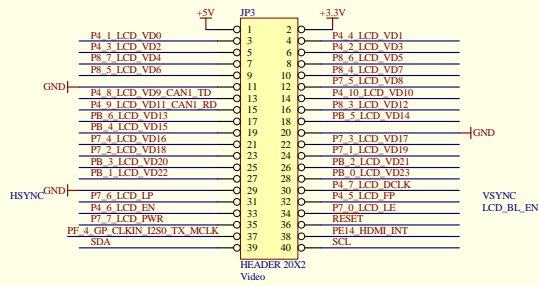 +5V JP3 +3.3V
1 2
P4_1_LCD_VD0 3 4 P4_4_LCD_VD1
P4_3_LCD_VD2 5 6 P4_2_LCD_VD3
P8_7_LCD_VD4 7 8 P8_6_LCD_VD5
P8_5_LCD_VD6 9 10 P8_4_LCD_VD7
GND 11 12 P7_5_LCD_VD8
P4_8_LCD_VD9_CAN1_TD 13 14 P4_10_LCD_VD10
P4_9_LCD_VD11_CAN1_RD 15 16 P8_3_LCD_VD12
PB_6_LCD_VD13 17 18 PB_5_LCD_VD14
PB_4_LCD_VD15 19 20 GND
P7_4_LCD_VD16 21 22 P7_3_LCD_VD17
P7_2_LCD_VD18 23 24 P7_1_LCD_VD19
PB_3_LCD_VD20 25 26 PB_2_LCD_VD21
PB_1_LCD_VD22 27 28 PB_0_LCD_VD23
GND 29 30 P4_7_LCD_DCLK
HSYNC P7_6_LCD_LP 31 32 P4_5_LCD_FP VSYNC
P4_6_LCD_EN 33 34 P7_0_LCD_LE LCD_BL_EN
P7_7_LCD_PWR 35 36 RESET
PF_4_GP_CLKIN_I2S0_TX_MCLK 37 38 PE14_HDMI_INT
SDA 39 40 SCL
HEADER 20X2
Video